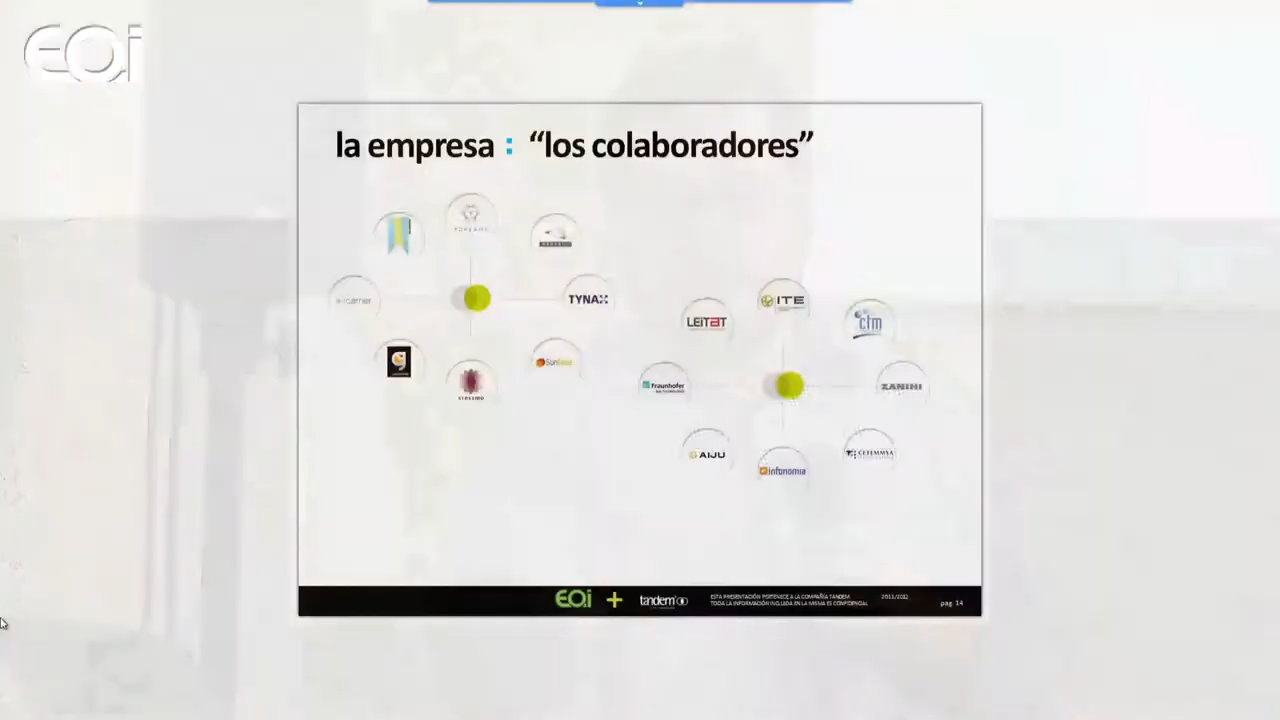 EOi
la empresa : “los colaboradores”
TYNAX
ITE
LEITAT
ctm
Fraunhofer
ZANINI
AIJU
infonomia
CETEMMSA
EOi + tandem
ESTA PRESENTACIÓN PERTENECE A LA COMPAÑÍA TANDEM
TODA LA INFORMACIÓN INCLUIDA EN LA MISMA ES CONFIDENCIAL
2011/2012
pag. 14